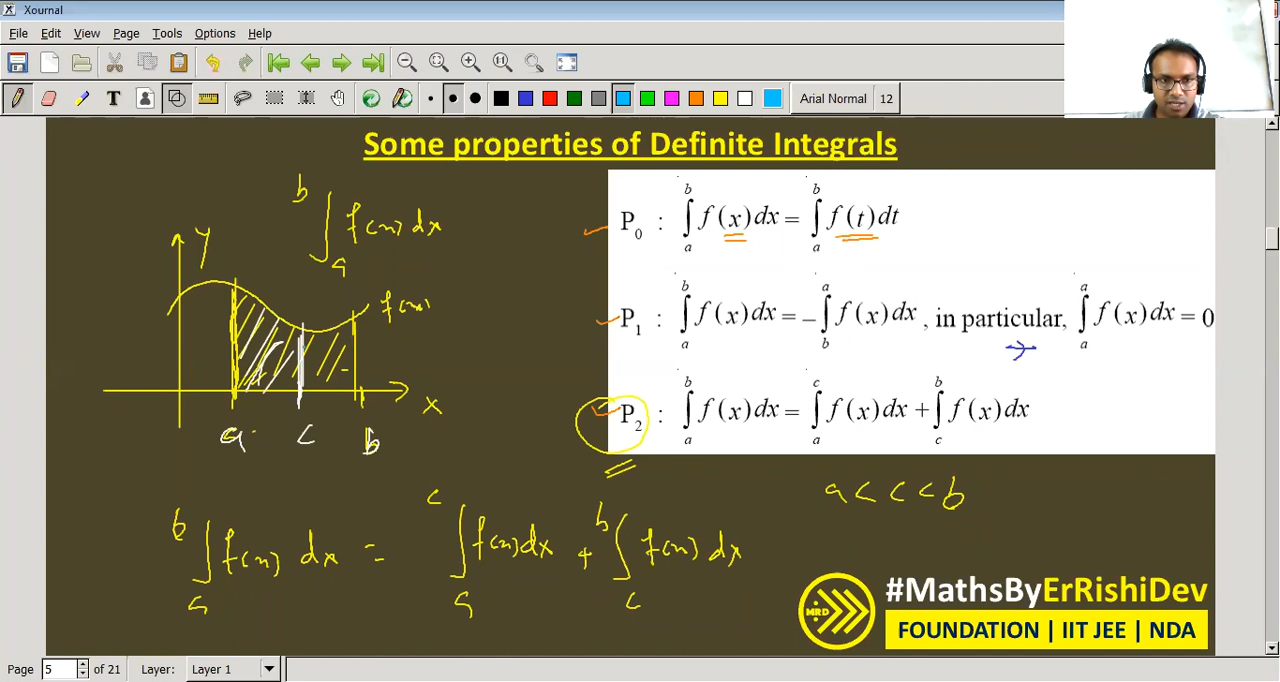 Xournal
File Edit View Page Tools Options Help
Arial Normal 12
Some properties of Definite Integrals
∫_a^b f(x) dx
Y
f(x)
x
a c b
P₀ : ∫_a^b f(x)dx = ∫_a^b f(t)dt
P₁ : ∫_a^b f(x)dx = –∫_b^a f(x)dx , in particular, ∫_a^a f(x)dx = 0
P₂ : ∫_a^b f(x)dx = ∫_a^c f(x)dx + ∫_c^b f(x)dx
a < c < b
∫_a^b f(x) dx = ∫_a^c f(x)dx + ∫_c^b f(x) dx
MRD
#MathsByErRishiDev
FOUNDATION | IIT JEE | NDA
Page 5 of 21 Layer: Layer 1